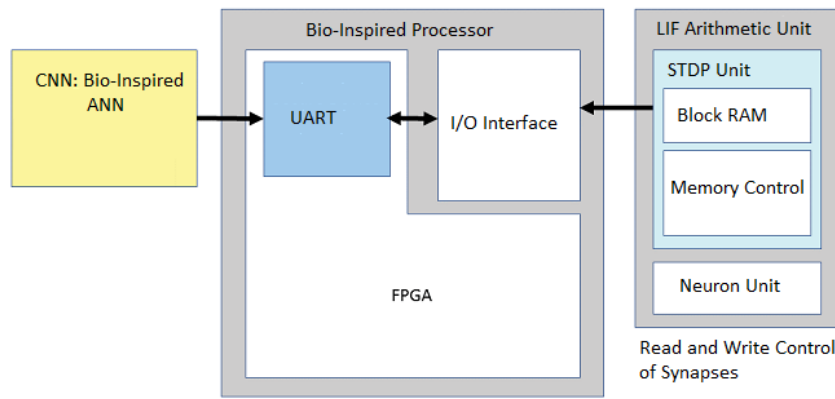 CNN: Bio-Inspired
ANN
Bio-Inspired Processor
UART
I/O Interface
FPGA
LIF Arithmetic Unit
STDP Unit
Block RAM
Memory Control
Neuron Unit
Read and Write Control
of Synapses